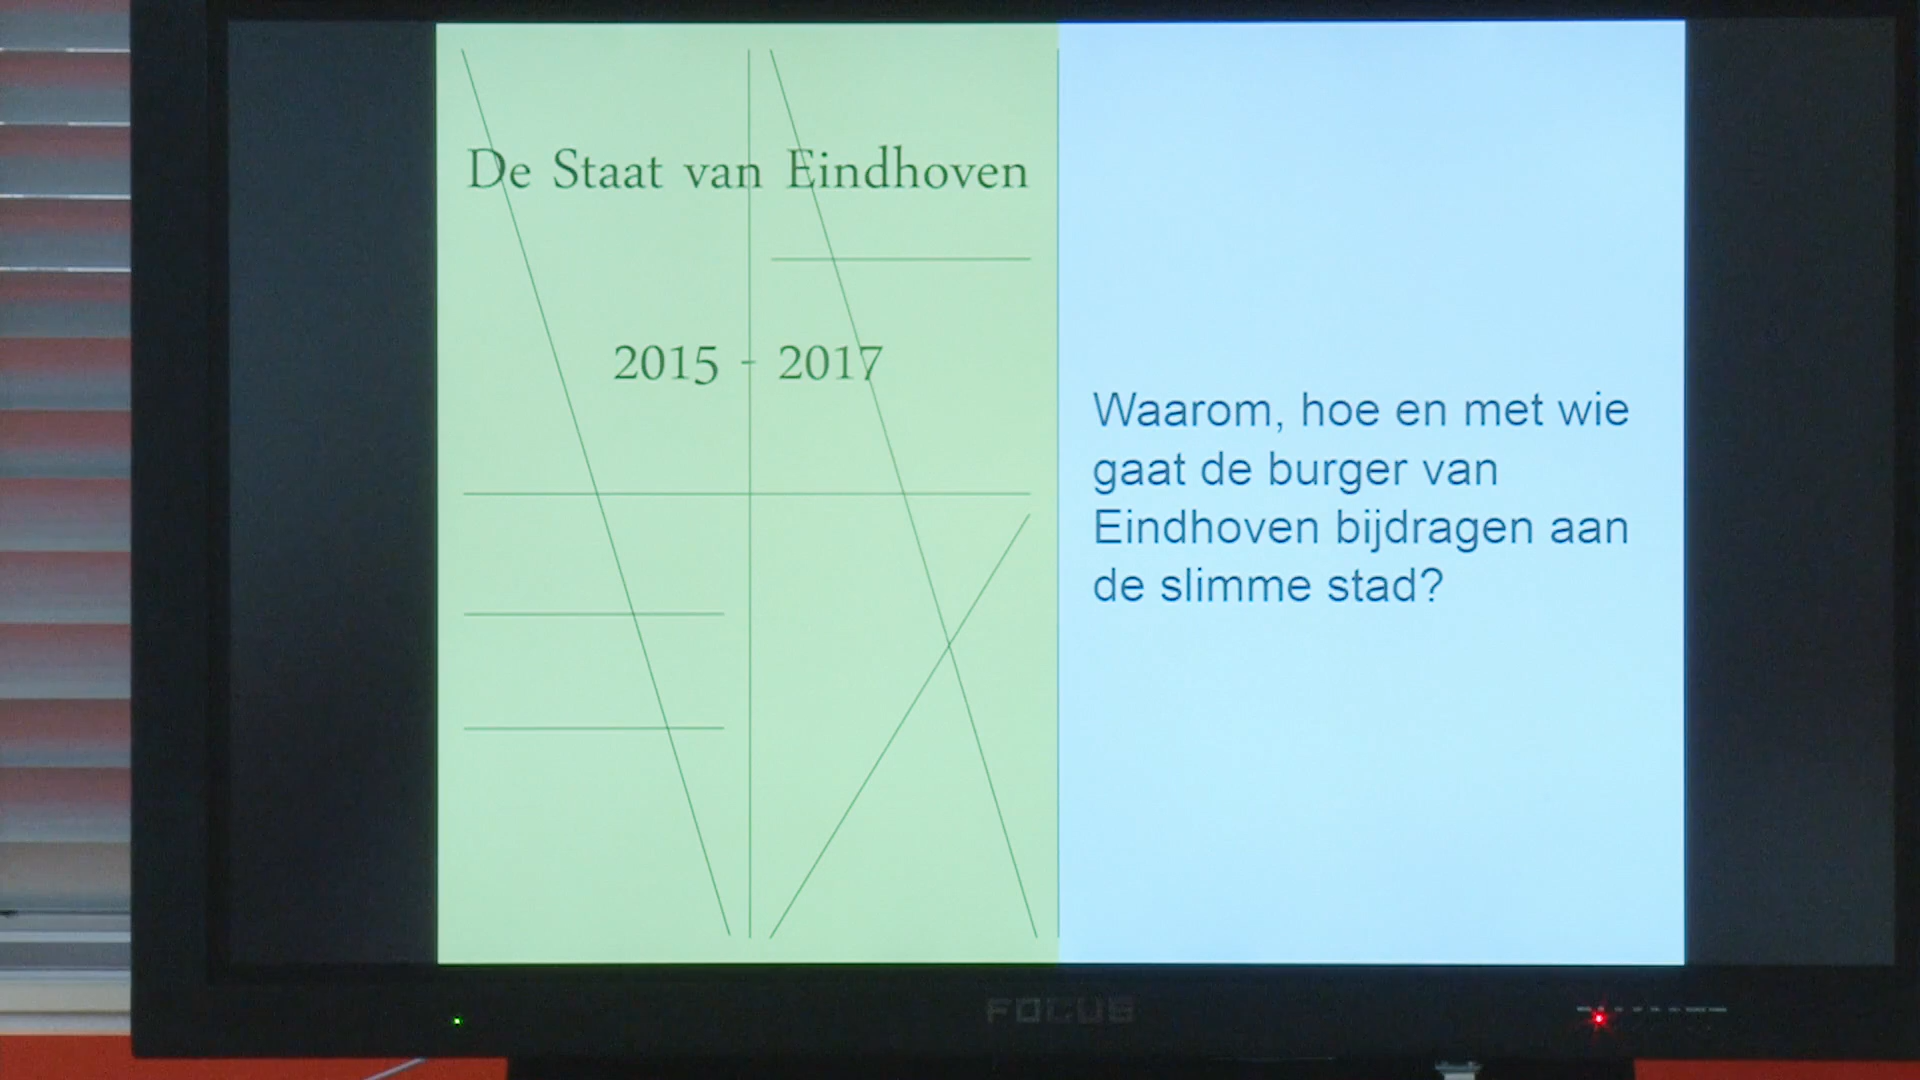 De Staat van Eindhoven
2015 - 2017
Waarom, hoe en met wie
gaat de burger van
Eindhoven bijdragen aan
de slimme stad?
FOCUS